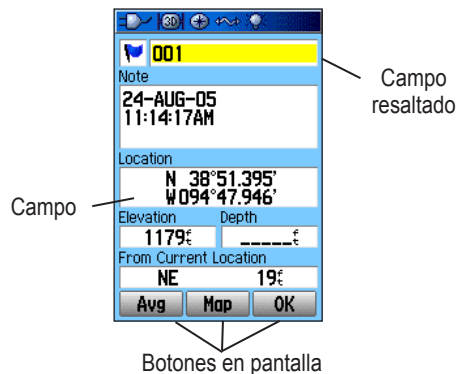 3D
001
Note
24-AUG-05
11:14:17AM
Location
N 38°51.395'
W094°47.946'
Elevation Depth
1179ft _____ft
From Current Location
NE 19ft
Avg Map OK
Campo
resaltado
Campo
Botones en pantalla